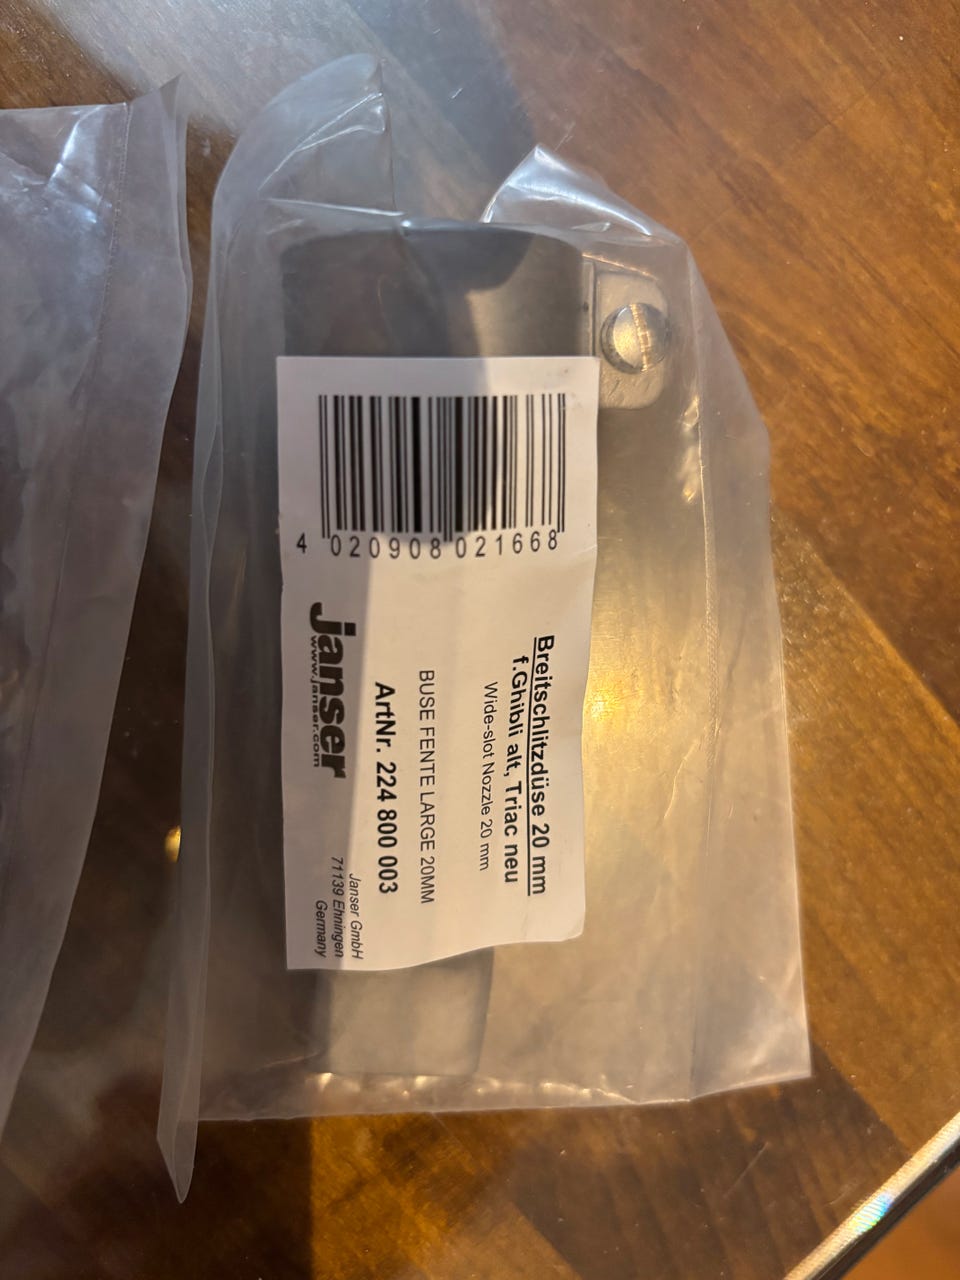 4 020908 021668
Breitschlitzdüse 20 mm
f.Ghibli alt, Triac neu
Wide-slot Nozzle 20 mm
BUSE FENTE LARGE 20MM
ArtNr. 224 800 003
janser
www.janser.com
Janser GmbH
71139 Ehningen
Germany